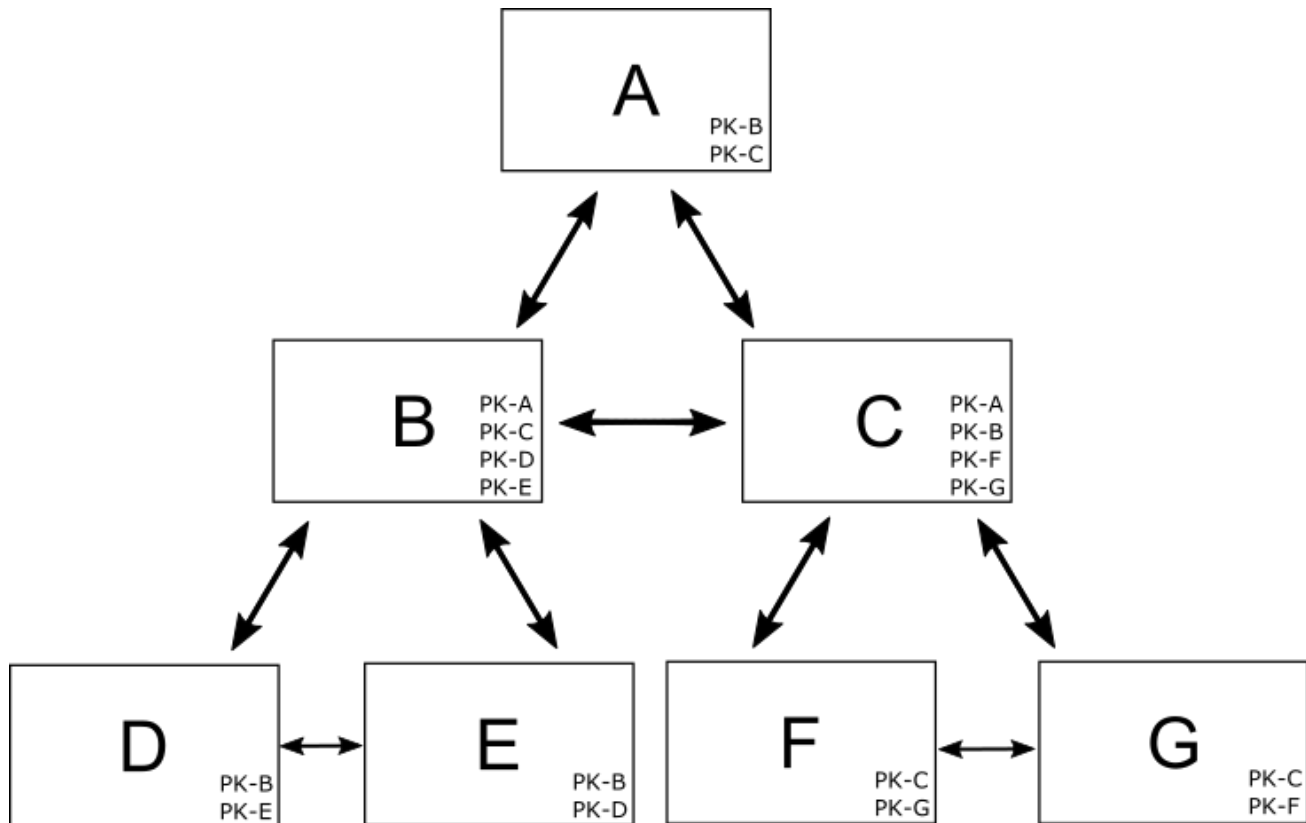 A
PK-B
PK-C
B
PK-A
PK-C
PK-D
PK-E
C
PK-A
PK-B
PK-F
PK-G
D
PK-B
PK-E
E
PK-B
PK-D
F
PK-C
PK-G
G
PK-C
PK-F